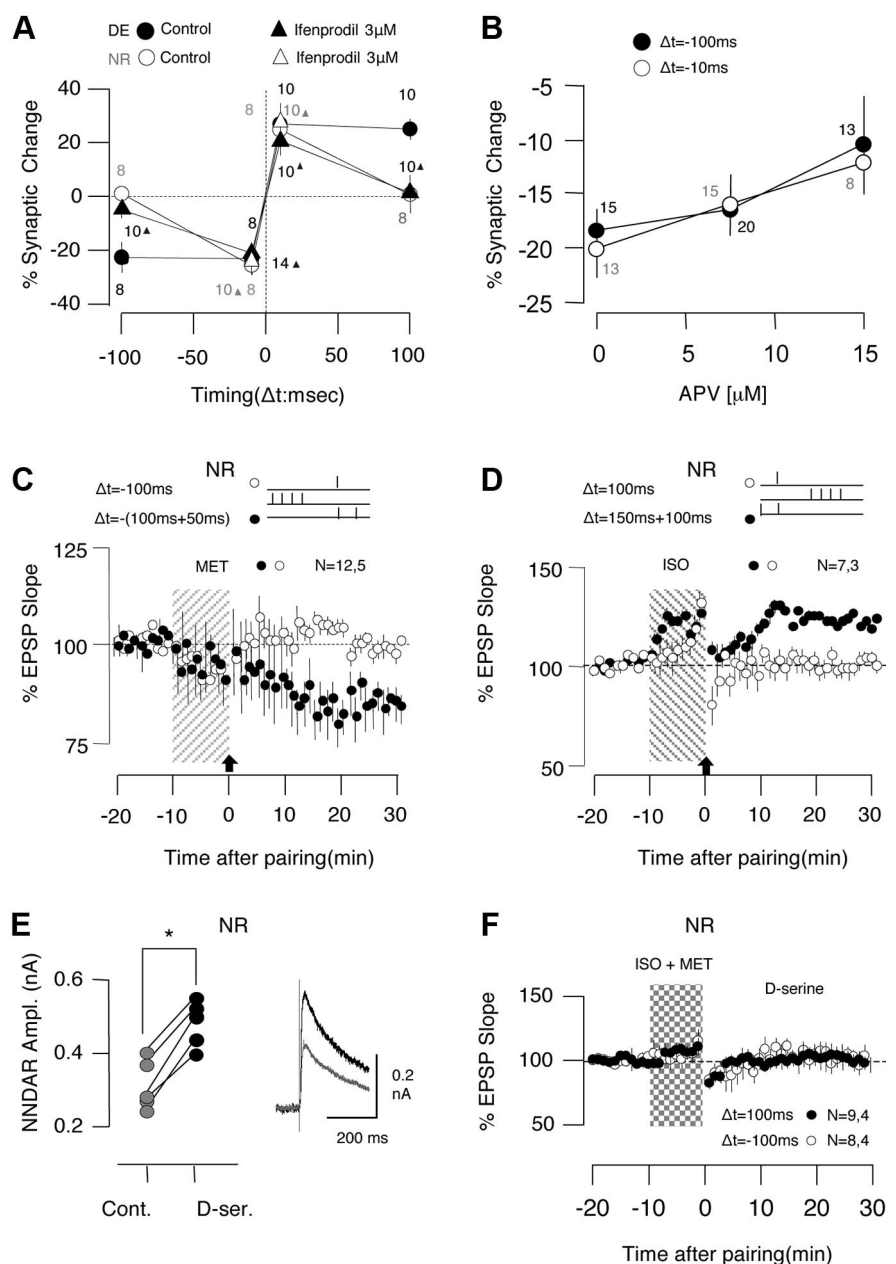 A
DE Control Ifenprodil 3μM
NR Control Ifenprodil 3μM
% Synaptic Change
40
20
0
-20
-40
8
10▲
8
8
10▲
8
14▲
8
10
10▲
10▲
10
10▲
8
-100 -50 0 50 100
Timing(Δt:msec)
B
Δt=-100ms
Δt=-10ms
% Synaptic Change
-5
-10
-15
-20
-25
15
13
15
20
13
8
0 5 10 15
APV [μM]
C
NR
Δt=-100ms
Δt=-(100ms+50ms)
MET N=12,5
% EPSP Slope
125
100
75
-20 -10 0 10 20 30
Time after pairing(min)
D
NR
Δt=100ms
Δt=150ms+100ms
ISO N=7,3
% EPSP Slope
150
100
50
-20 -10 0 10 20 30
Time after pairing(min)
E
NR
*
NNDAR Ampl. (nA)
0.6
0.4
0.2
0.2
nA
200 ms
Cont. D-ser.
F
NR
ISO + MET
D-serine
% EPSP Slope
150
100
50
Δt=100ms N=9,4
Δt=-100ms N=8,4
-20 -10 0 10 20 30
Time after pairing(min)